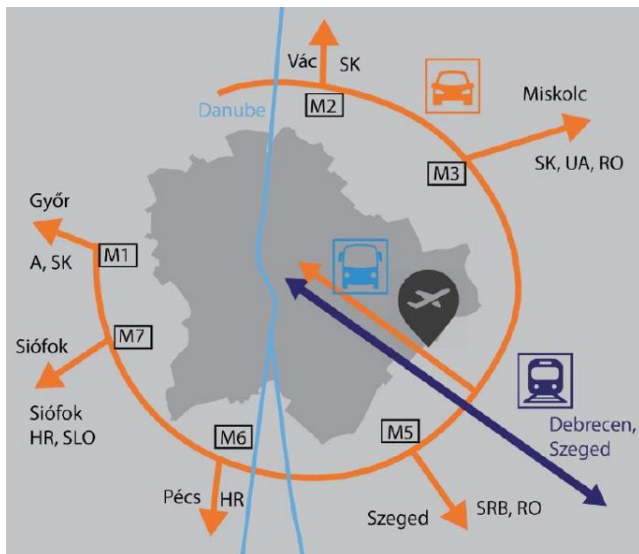 Vác SK
Danube
M2
Miskolc
M3
SK, UA, RO
Győr
M1
A, SK
M7
Siófok
Siófok
HR, SLO
M6
M5
Debrecen,
Szeged
Pécs HR
Szeged
SRB, RO